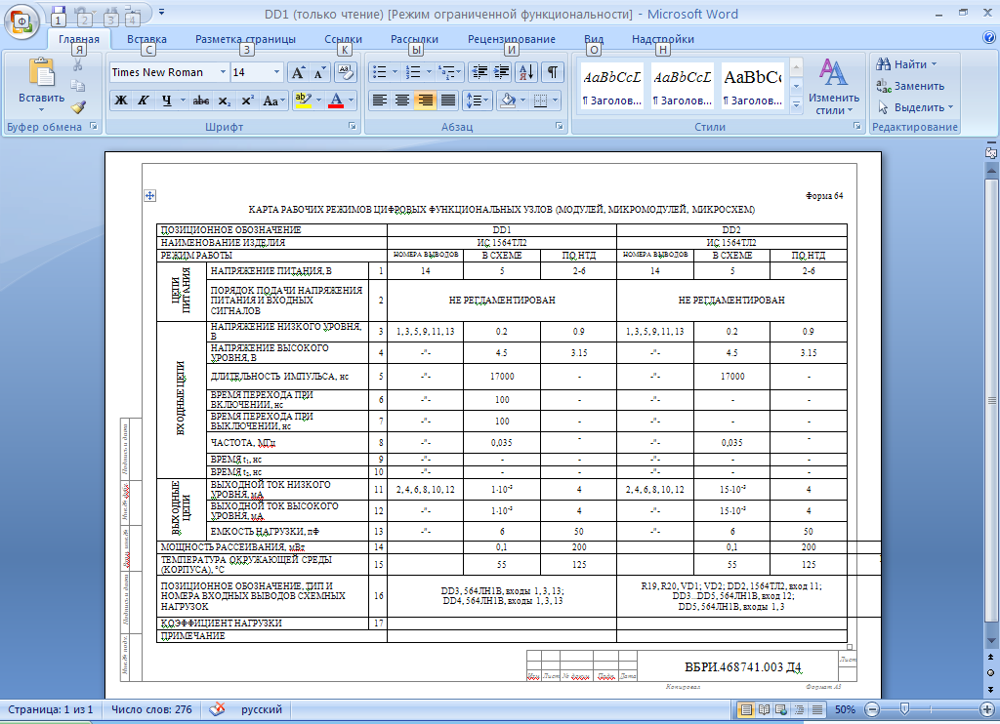 DD1 (только чтение) [Режим ограниченной функциональности] - Microsoft Word
Ф 1 2 3 4
Главная Вставка Разметка страницы Ссылки Рассылки Рецензирование Вид Надстройки
Я С З К Ы И О Н
Times New Roman 14
Вставить
Ж К Ч abc x₂ x² Aa
AaBbCcL AaBbCcL AaBbC
¶ Заголов... ¶ Заголов... ¶ Заголов...
Изменить стили
Найти
Заменить
Выделить
Буфер обмена Шрифт Абзац Стили Редактирование
Форма 64
КАРТА РАБОЧИХ РЕЖИМОВ ЦИФРОВЫХ ФУНКЦИОНАЛЬНЫХ УЗЛОВ (МОДУЛЕЙ, МИКРОМОДУЛЕЙ, МИКРОСХЕМ)
ПОЗИЦИОННОЕ ОБОЗНАЧЕНИЕ DD1 DD2
НАИМЕНОВАНИЕ ИЗДЕЛИЯ ИС 1564ТЛ2 ИС 1564ТЛ2
РЕЖИМ РАБОТЫ НОМЕРА ВЫВОДОВ В СХЕМЕ ПО НТД НОМЕРА ВЫВОДОВ В СХЕМЕ ПО НТД
ЦЕПИ ПИТАНИЯ
НАПРЯЖЕНИЕ ПИТАНИЯ, В 1 14 5 2-6 14 5 2-6
ПОРЯДОК ПОДАЧИ НАПРЯЖЕНИЯ
ПИТАНИЯ И ВХОДНЫХ 2 НЕ РЕГЛАМЕНТИРОВАН НЕ РЕГЛАМЕНТИРОВАН
СИГНАЛОВ
ВХОДНЫЕ ЦЕПИ
НАПРЯЖЕНИЕ НИЗКОГО УРОВНЯ,
В 3 1, 3, 5, 9, 11, 13 0.2 0.9 1, 3, 5, 9, 11, 13 0.2 0.9
НАПРЯЖЕНИЕ ВЫСОКОГО
УРОВНЯ, В 4 -"- 4.5 3.15 -"- 4.5 3.15
ДЛИТЕЛЬНОСТЬ ИМПУЛЬСА, нс 5 -"- 17000 - -"- 17000 -
ВРЕМЯ ПЕРЕХОДА ПРИ
ВКЛЮЧЕНИИ, нс 6 -"- 100 - -"- - -
ВРЕМЯ ПЕРЕХОДА ПРИ
ВЫКЛЮЧЕНИИ, нс 7 -"- 100 - -"- - -
ЧАСТОТА, МГц 8 -"- 0,035 - -"- 0,035 -
ВРЕМЯ t₁, нс 9 -"- - - -"- - -
ВРЕМЯ t₂, нс 10 -"- - - -"- - -
ВЫХОДНЫЕ ЦЕПИ
ВЫХОДНОЙ ТОК НИЗКОГО
УРОВНЯ, мА 11 2, 4, 6, 8, 10, 12 1·10⁻³ 4 2, 4, 6, 8, 10, 12 15·10⁻³ 4
ВЫХОДНОЙ ТОК ВЫСОКОГО
УРОВНЯ, мА 12 -"- 1·10⁻³ 4 -"- 15·10⁻³ 4
ЕМКОСТЬ НАГРУЗКИ, пФ 13 -"- 6 50 -"- 6 50
МОЩНОСТЬ РАССЕИВАНИЯ, мВт 14 0,1 200 0,1 200
ТЕМПЕРАТУРА ОКРУЖАЮЩЕЙ СРЕДЫ
(КОРПУСА), °С 15 55 125 55 125
ПОЗИЦИОННОЕ ОБОЗНАЧЕНИЕ, ТИП И
НОМЕРА ВХОДНЫХ ВЫВОДОВ СХЕМНЫХ
НАГРУЗОК 16
DD3, 564ЛН1В, входы 1, 3, 13;
DD4, 564ЛН1В, входы 1, 3, 13
R19, R20, VD1; VD2; DD2, 1564ТЛ2, вход 11;
DD3...DD5, 564ЛН1В, вход 12;
DD5, 564ЛН1В, входы 1, 3
КОЭФФИЦИЕНТ НАГРУЗКИ 17
ПРИМЕЧАНИЕ
Подпись и дата
Инв.№ дубл.
Взам. инв.№
Подпись и дата
Инв.№ подл.
Изм Лист № докум. Подп. Дата
ВБРИ.468741.003 Д4
Лист
Копировал Формат А3
Страница: 1 из 1 Число слов: 276 русский 50%